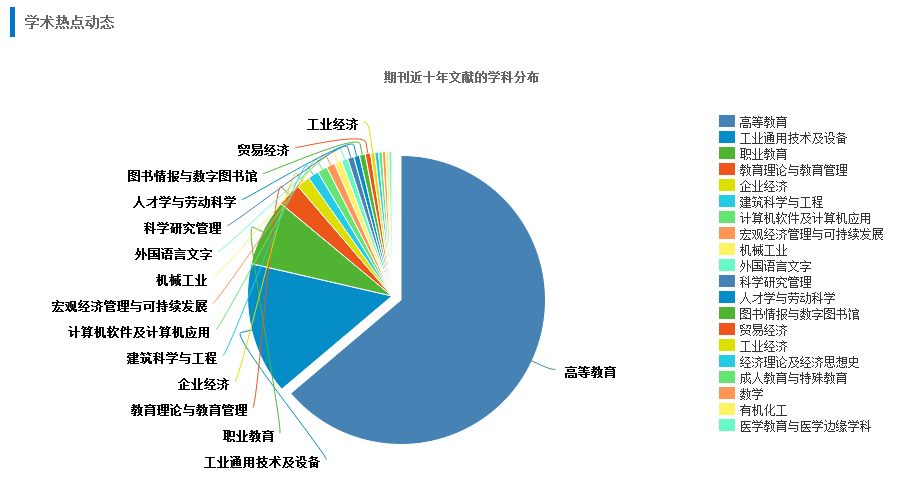 学术热点动态
期刊近十年文献的学科分布
工业经济
贸易经济
图书情报与数字图书馆
人才学与劳动科学
科学研究管理
外国语言文字
机械工业
宏观经济管理与可持续发展
计算机软件及计算机应用
建筑科学与工程
企业经济
教育理论与教育管理
职业教育
工业通用技术及设备
高等教育
高等教育
工业通用技术及设备
职业教育
教育理论与教育管理
企业经济
建筑科学与工程
计算机软件及计算机应用
宏观经济管理与可持续发展
机械工业
外国语言文字
科学研究管理
人才学与劳动科学
图书情报与数字图书馆
贸易经济
工业经济
经济理论及经济思想史
成人教育与特殊教育
数学
有机化工
医学教育与医学边缘学科